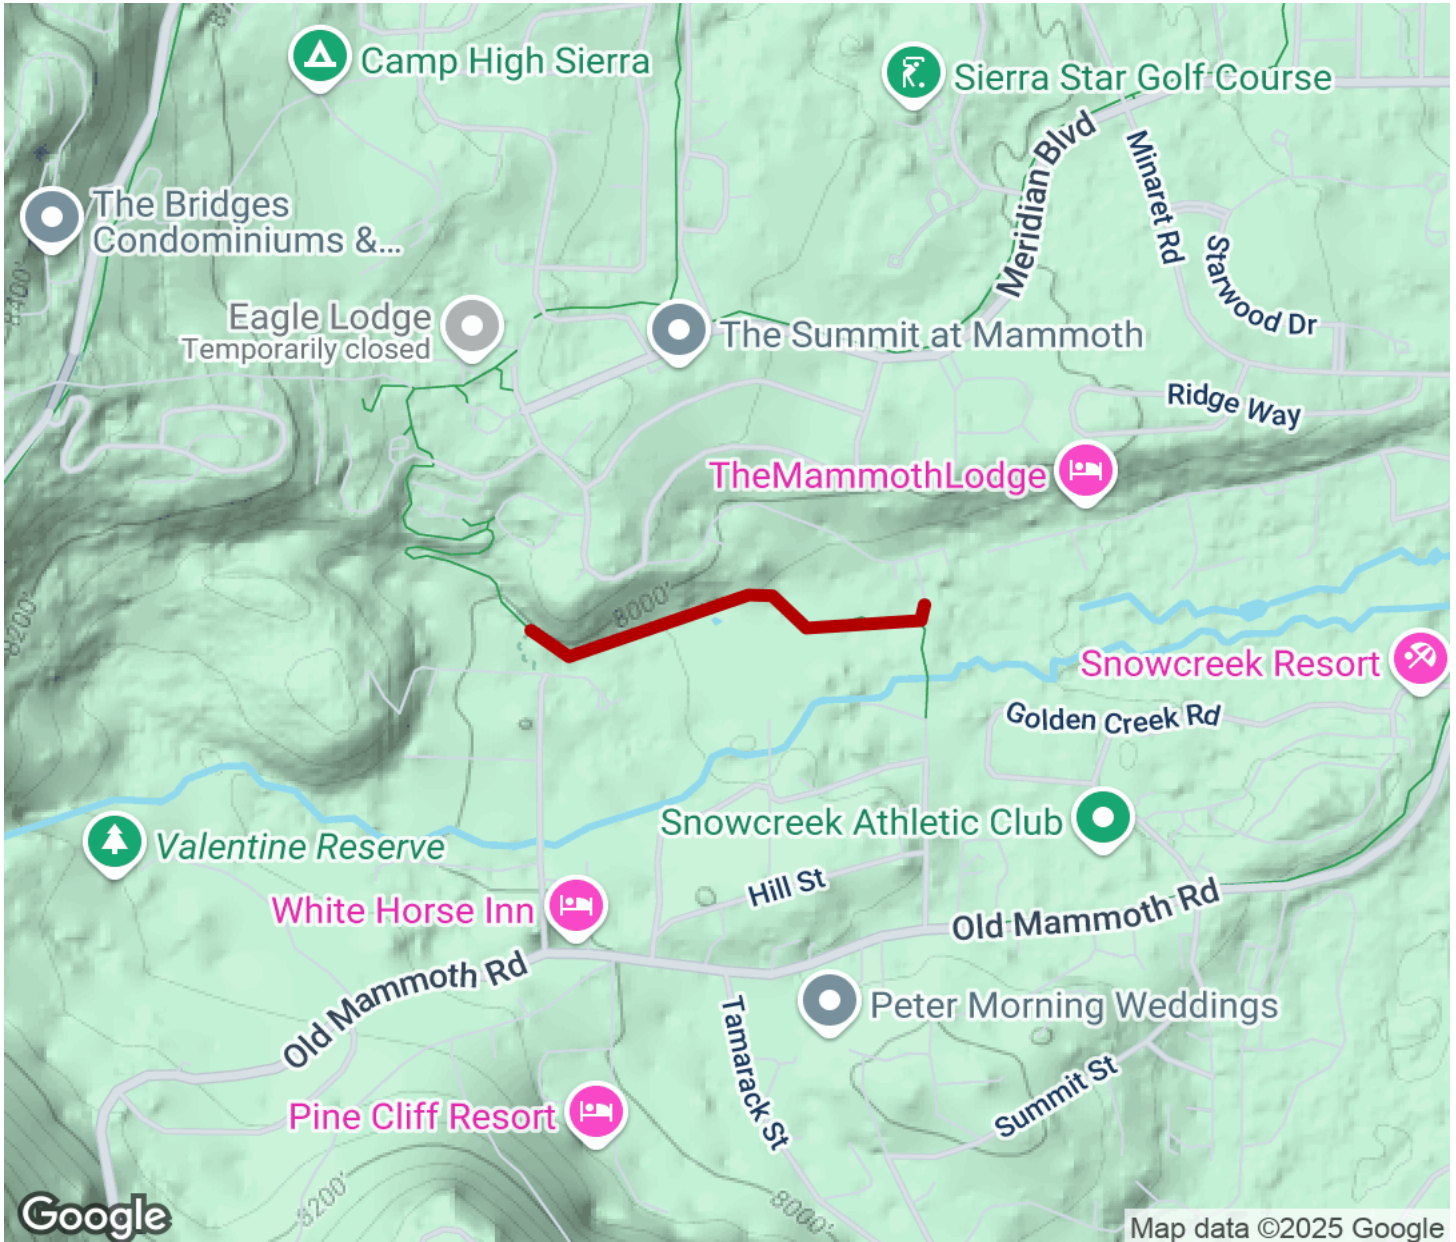 Camp High Sierra
Sierra Star Golf Course
Meridian Blvd
Minaret Rd
The Bridges
Condominiums &...
Starwood Dr
8400'
Eagle Lodge
Temporarily closed
The Summit at Mammoth
Ridge Way
TheMammothLodge
8000'
8200'
Snowcreek Resort
Golden Creek Rd
Snowcreek Athletic Club
Valentine Reserve
Hill St
White Horse Inn
Old Mammoth Rd
Old Mammoth Rd
Peter Morning Weddings
Tamarack St
Summit St
Pine Cliff Resort
8200'
8000'
Google
Map data ©2025 Google